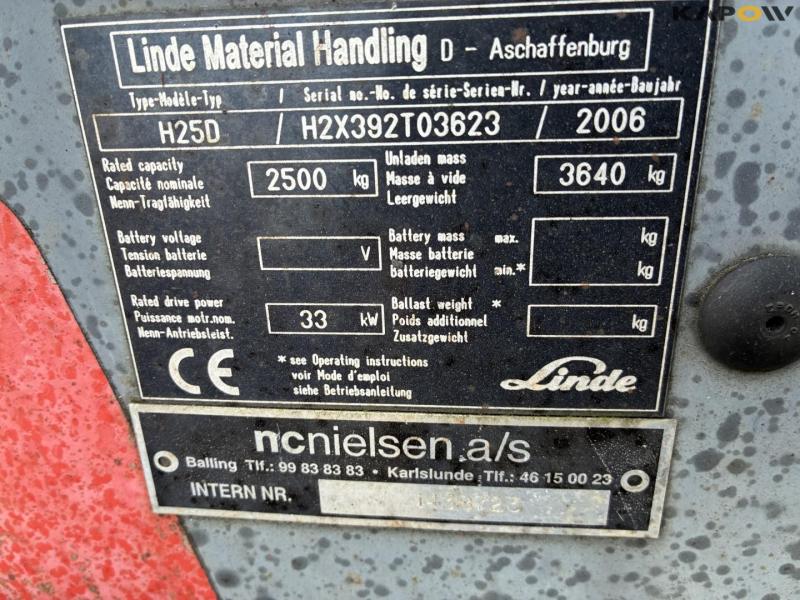 KAPOW
Linde Material Handling D - Aschaffenburg
Type-Modèle-Typ / Serial no.-No. de série-Serien-Nr. / year-année-Baujahr
H25D / H2X392T03623 / 2006
Rated capacity
Capacité nominale 2500 kg
Nenn-Tragfähigkeit
Unladen mass
Masse à vide 3640 kg
Leergewicht
Battery voltage
Tension batterie V
Batteriespannung
Battery mass max. kg
Masse batterie
batteriegewicht min.* kg
Rated drive power
Puissance motr.nom. 33 kW
Nenn-Antriebsleist.
Ballast weight *
Poids additionnel kg
Zusatzgewicht
CE
* see Operating instructions
voir Mode d'emploi
siehe Betriebsanleitung
Linde
ncnielsen a/s
Balling Tlf.: 99 83 83 83 • Karlslunde Tlf.: 46 15 00 23
INTERN NR.